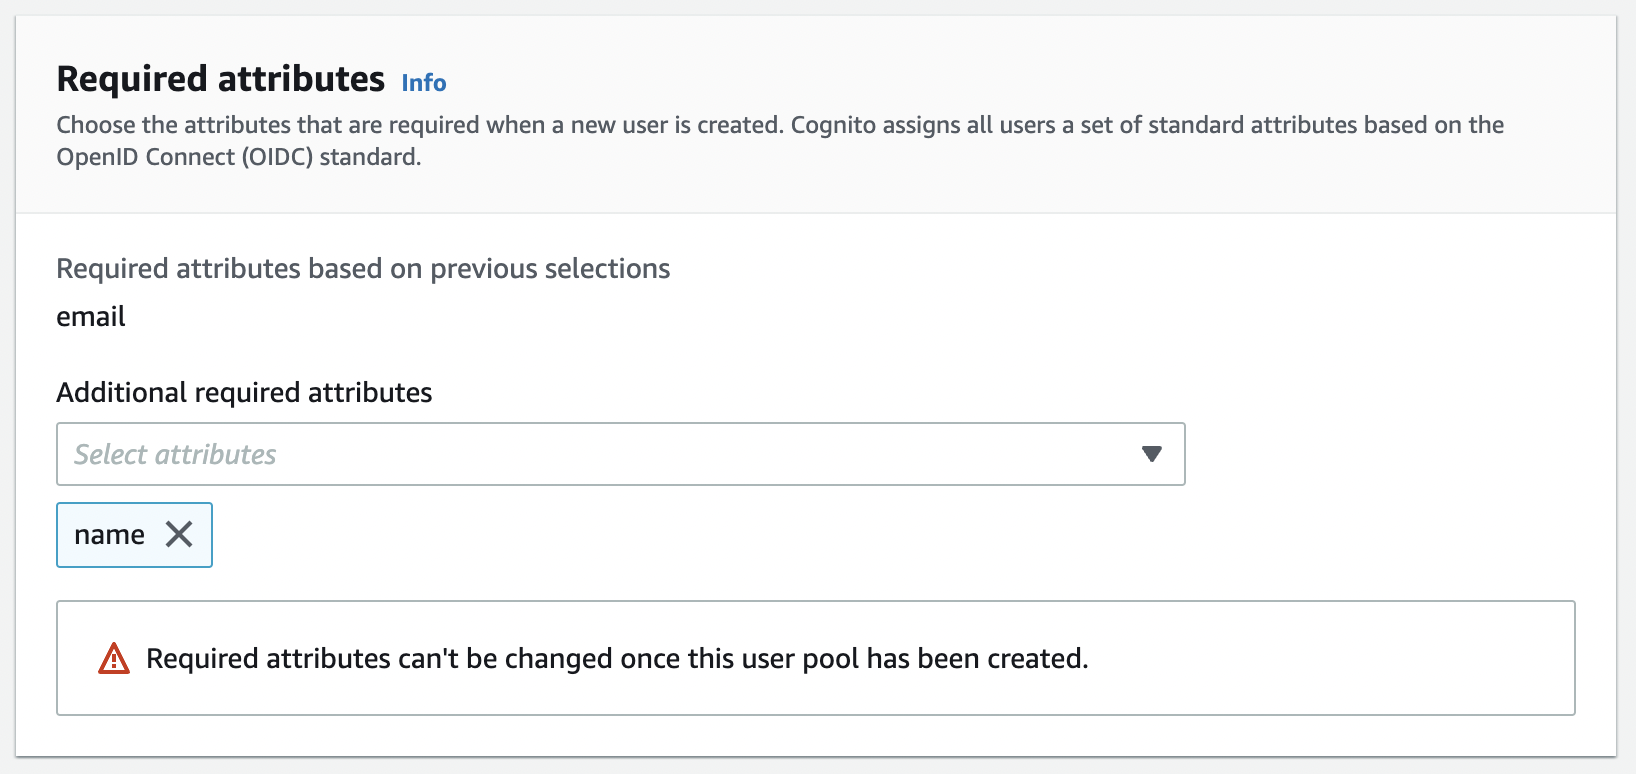 Required attributes Info
Choose the attributes that are required when a new user is created. Cognito assigns all users a set of standard attributes based on the
OpenID Connect (OIDC) standard.
Required attributes based on previous selections
email
Additional required attributes
Select attributes
name
Required attributes can't be changed once this user pool has been created.